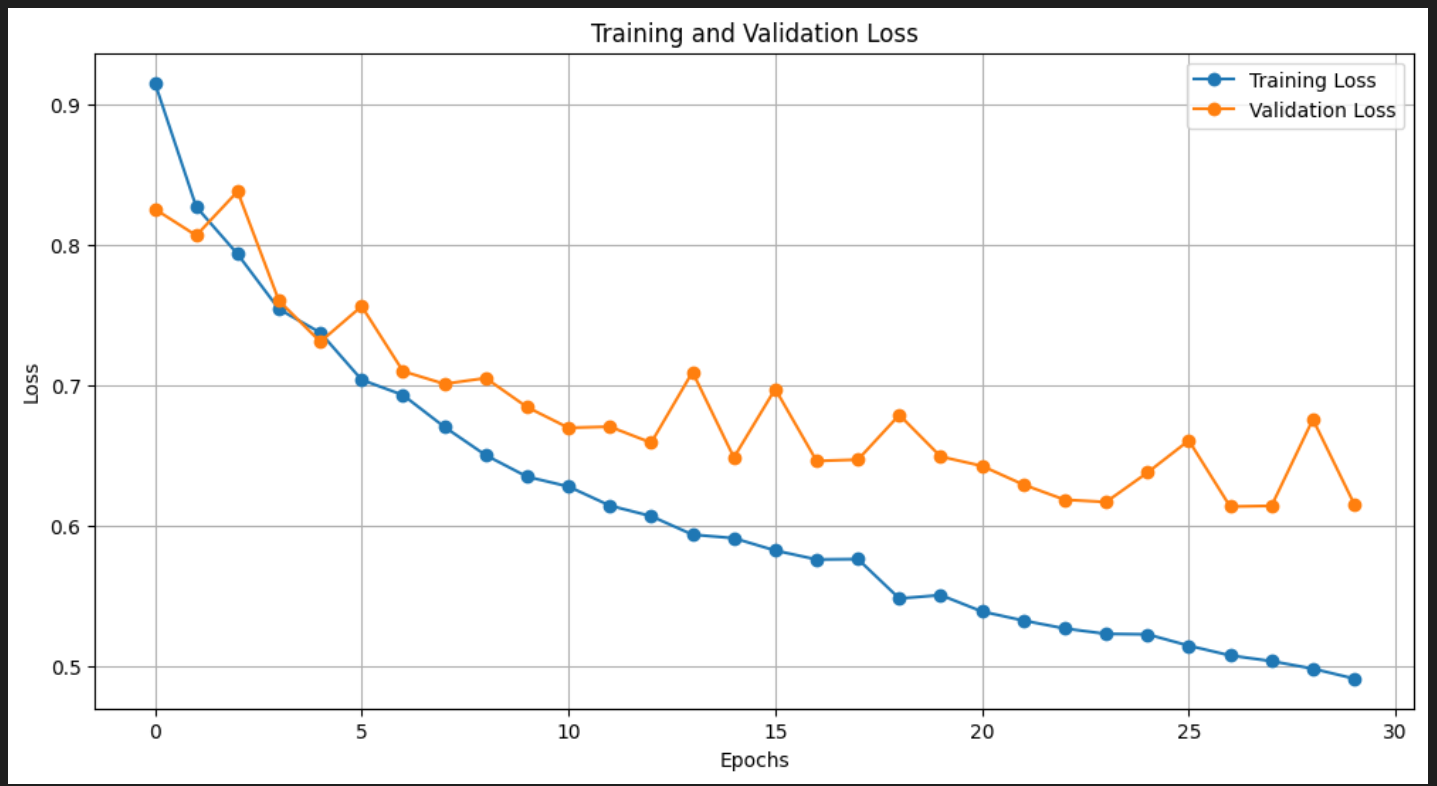 Training and Validation Loss
Training Loss
Validation Loss
0.9
0.8
0.7
0.6
0.5
Loss
0 5 10 15 20 25 30
Epochs